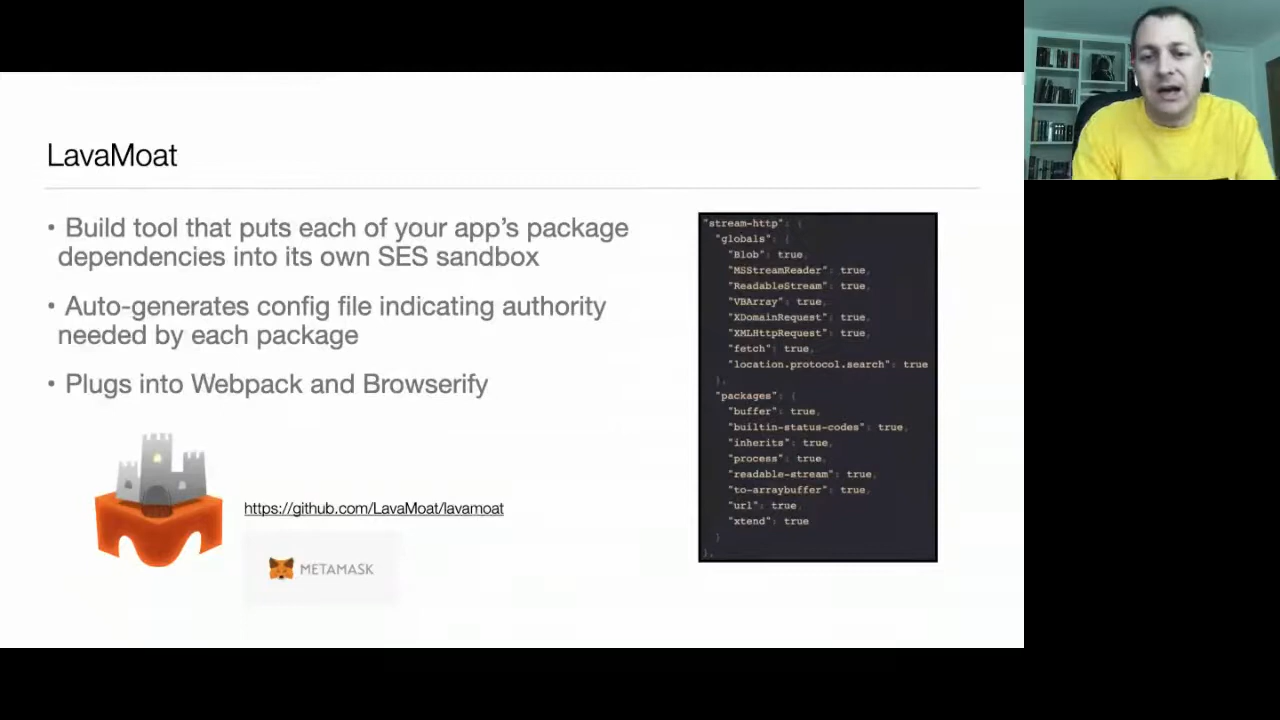 LavaMoat
• Build tool that puts each of your app's package
dependencies into its own SES sandbox
• Auto-generates config file indicating authority
needed by each package
• Plugs into Webpack and Browserify
https://github.com/LavaMoat/lavamoat
METAMASK
"stream-http": {
"globals": {
"Blob": true,
"MSStreamReader": true,
"ReadableStream": true,
"VBArray": true,
"XDomainRequest": true,
"XMLHttpRequest": true,
"fetch": true,
"location.protocol.search": true
},
"packages": {
"buffer": true,
"builtin-status-codes": true,
"inherits": true,
"process": true,
"readable-stream": true,
"to-arraybuffer": true,
"url": true,
"xtend": true
}
},